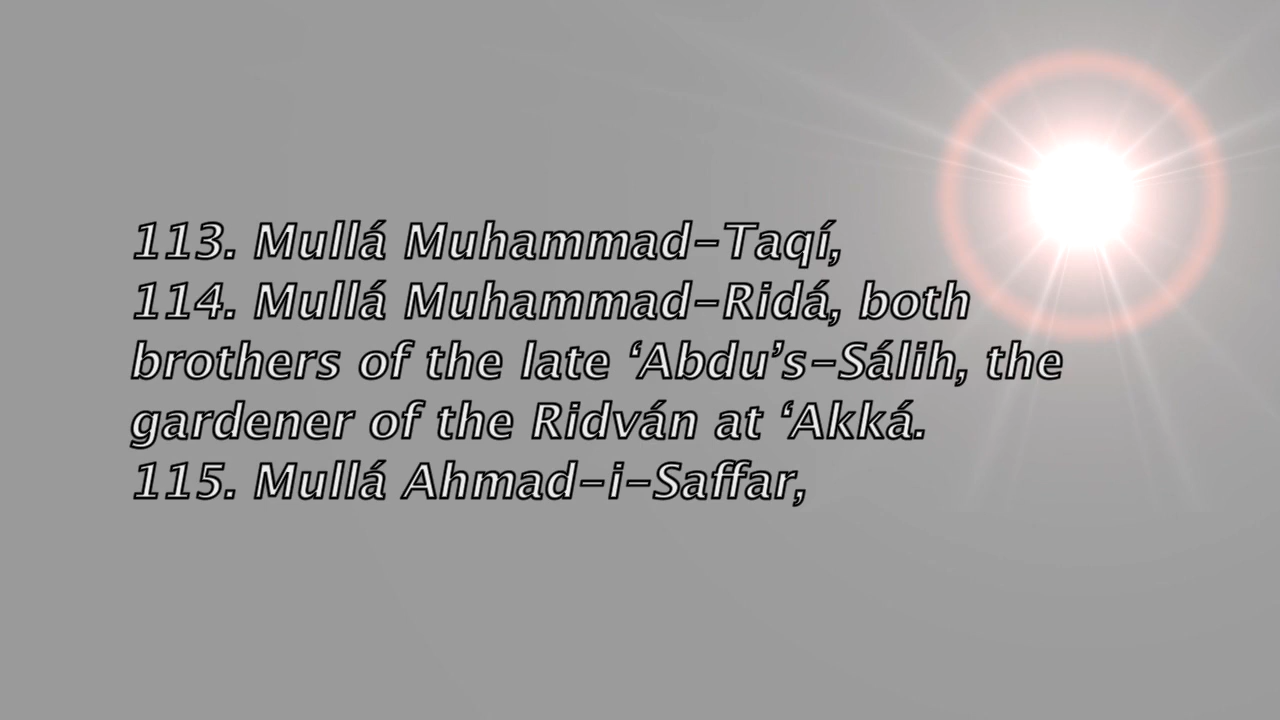 113. Mullá Muhammad-Taqí,
114. Mullá Muhammad-Ridá, both
brothers of the late ‘Abdu’s-Sálih, the
gardener of the Ridván at ‘Akká.
115. Mullá Ahmad-i-Saffar,